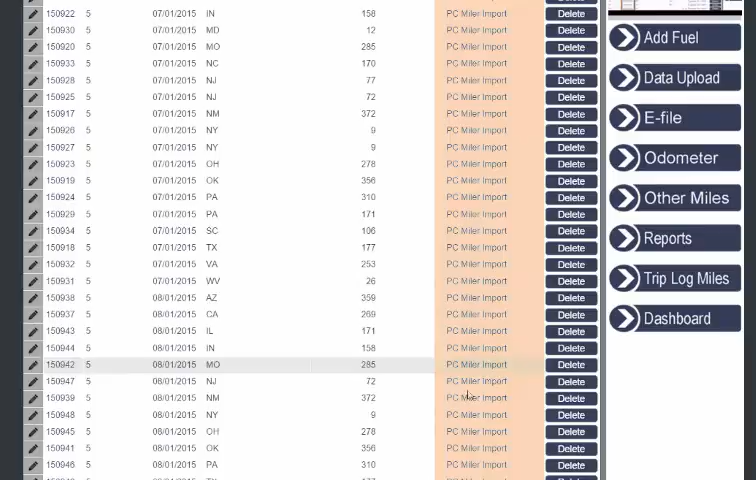 150922 5 07/01/2015 IN 158 PC Miler Import Delete
150930 5 07/01/2015 MD 12 PC Miler Import Delete
150920 5 07/01/2015 MO 285 PC Miler Import Delete
150933 5 07/01/2015 NC 170 PC Miler Import Delete
150928 5 07/01/2015 NJ 77 PC Miler Import Delete
150925 5 07/01/2015 NJ 72 PC Miler Import Delete
150917 5 07/01/2015 NM 372 PC Miler Import Delete
150926 5 07/01/2015 NY 9 PC Miler Import Delete
150927 5 07/01/2015 NY 9 PC Miler Import Delete
150923 5 07/01/2015 OH 278 PC Miler Import Delete
150919 5 07/01/2015 OK 356 PC Miler Import Delete
150924 5 07/01/2015 PA 310 PC Miler Import Delete
150929 5 07/01/2015 PA 171 PC Miler Import Delete
150934 5 07/01/2015 SC 106 PC Miler Import Delete
150918 5 07/01/2015 TX 177 PC Miler Import Delete
150932 5 07/01/2015 VA 253 PC Miler Import Delete
150931 5 07/01/2015 WV 26 PC Miler Import Delete
150938 5 08/01/2015 AZ 359 PC Miler Import Delete
150937 5 08/01/2015 CA 269 PC Miler Import Delete
150943 5 08/01/2015 IL 171 PC Miler Import Delete
150944 5 08/01/2015 IN 158 PC Miler Import Delete
150942 5 08/01/2015 MO 285 PC Miler Import Delete
150947 5 08/01/2015 NJ 72 PC Miler Import Delete
150939 5 08/01/2015 NM 372 PC Miler Import Delete
150948 5 08/01/2015 NY 9 PC Miler Import Delete
150945 5 08/01/2015 OH 278 PC Miler Import Delete
150941 5 08/01/2015 OK 356 PC Miler Import Delete
150946 5 08/01/2015 PA 310 PC Miler Import Delete
Add Fuel
Data Upload
E-file
Odometer
Other Miles
Reports
Trip Log Miles
Dashboard